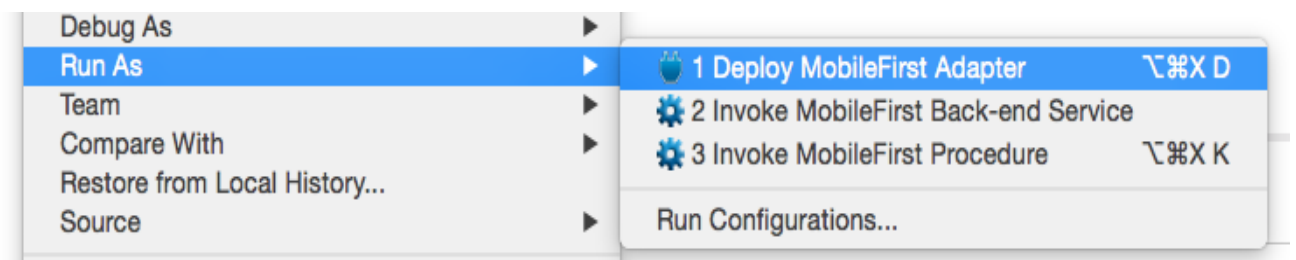 Debug As
Run As
Team
Compare With
Restore from Local History...
Source
1 Deploy MobileFirst Adapter ⌥⌘X D
2 Invoke MobileFirst Back-end Service
3 Invoke MobileFirst Procedure ⌥⌘X K
Run Configurations...